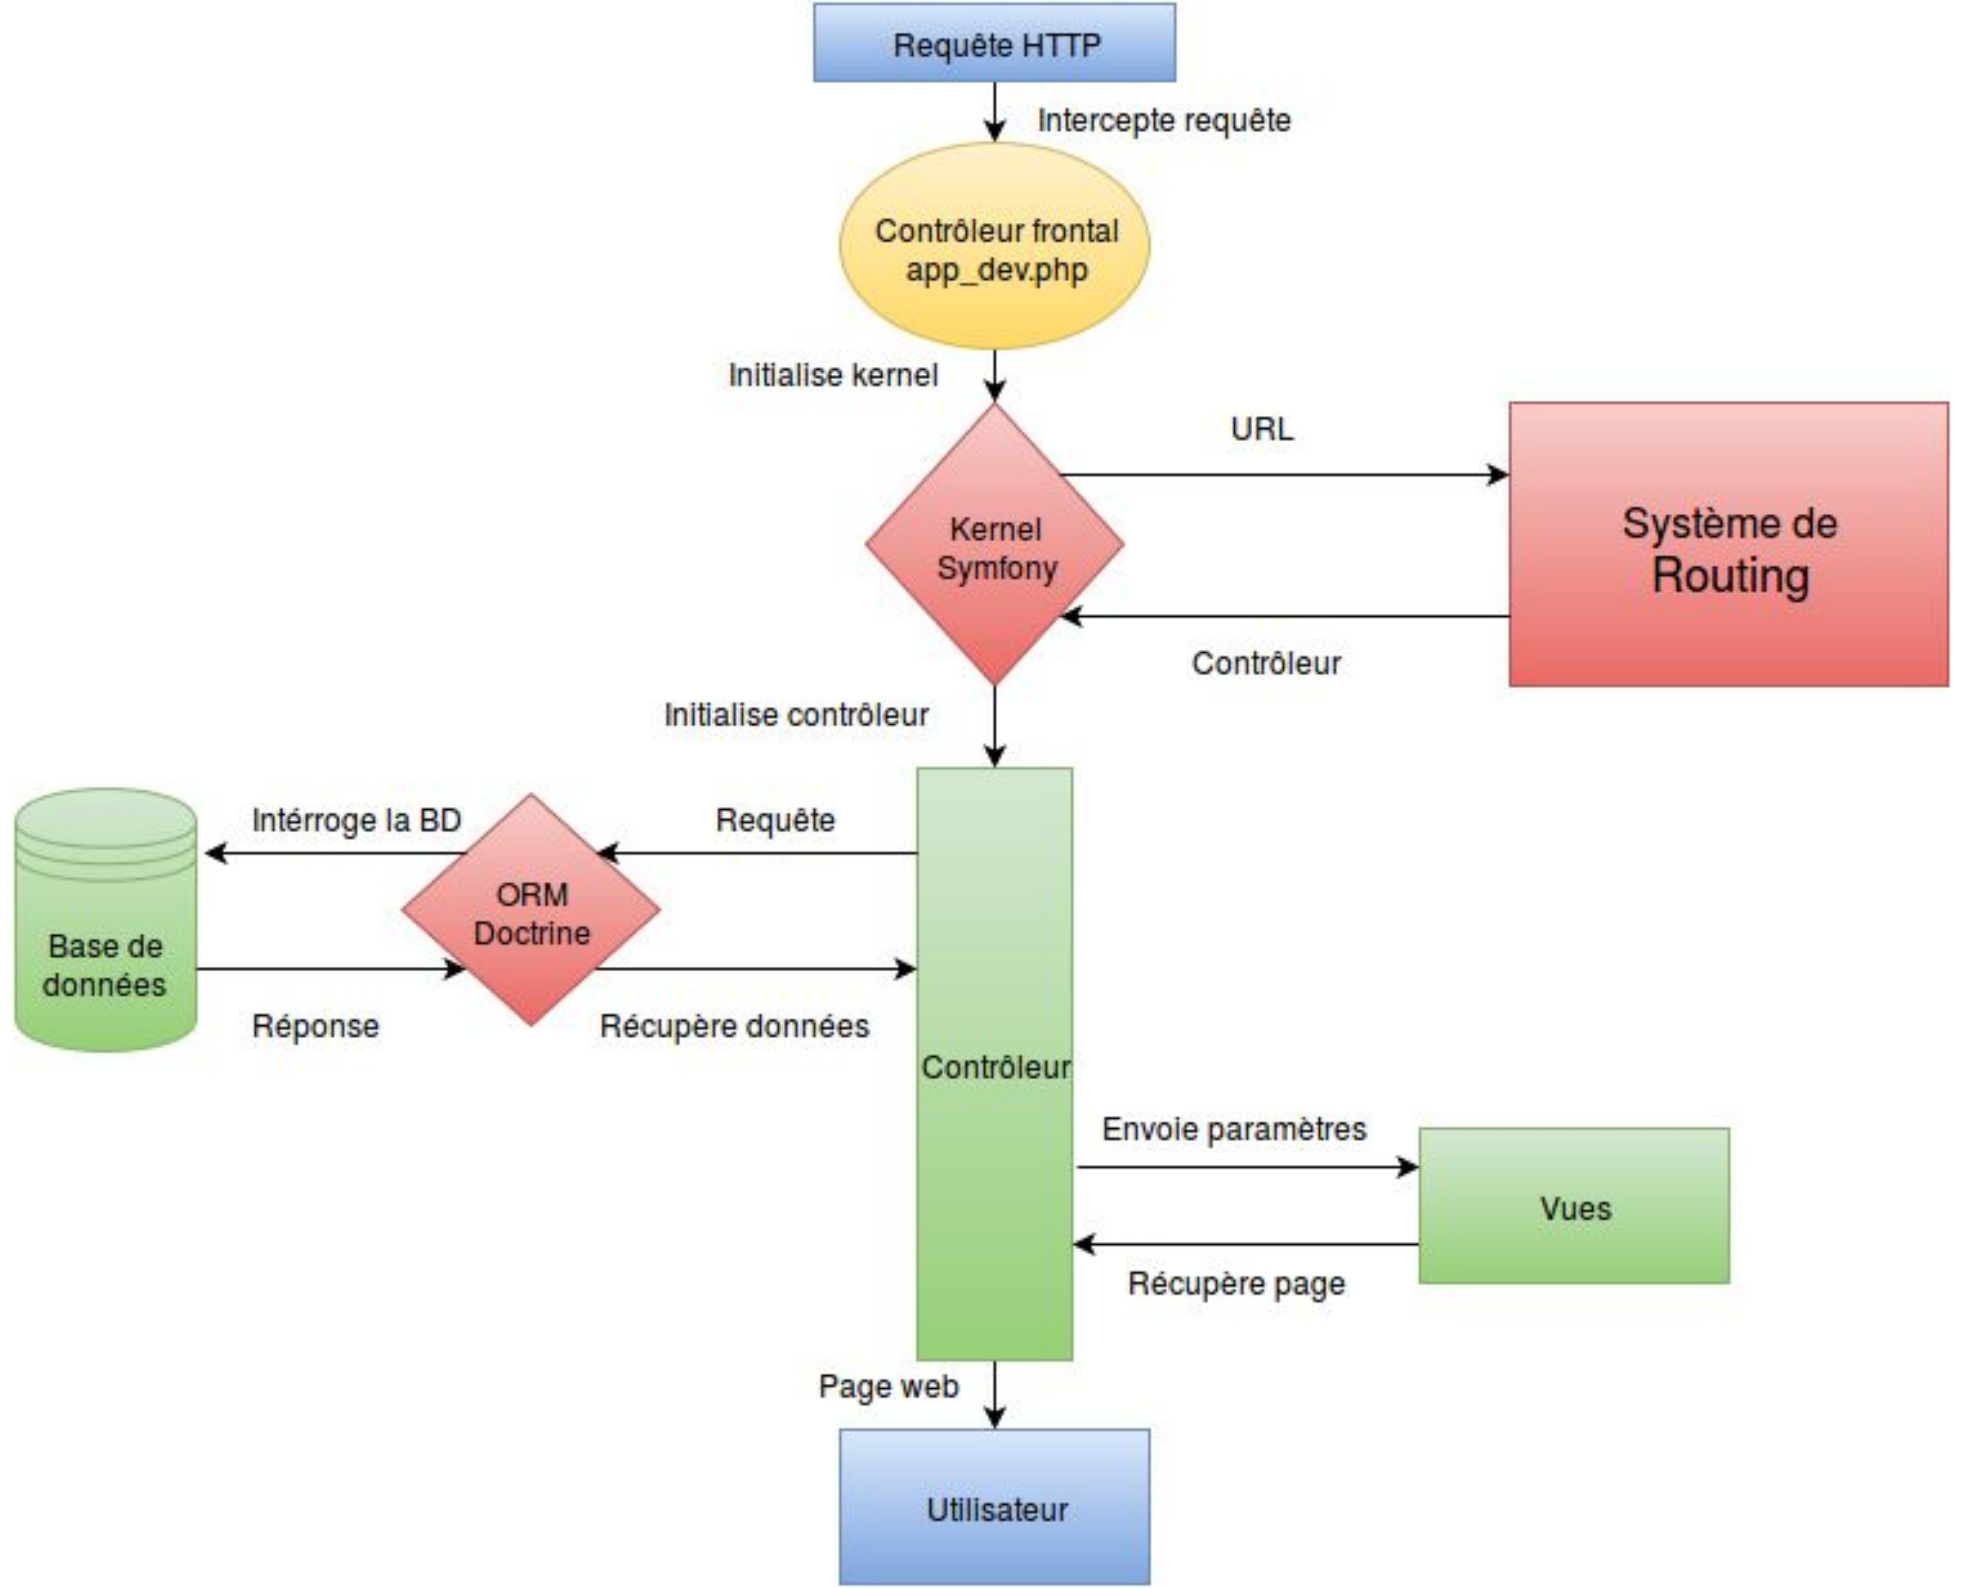 Requête HTTP
Intercepte requête
Contrôleur frontal
app_dev.php
Initialise kernel
URL
Kernel
Symfony
Système de
Routing
Contrôleur
Initialise contrôleur
Intérroge la BD
Requête
ORM
Doctrine
Base de
données
Réponse
Récupère données
Contrôleur
Envoie paramètres
Vues
Récupère page
Page web
Utilisateur